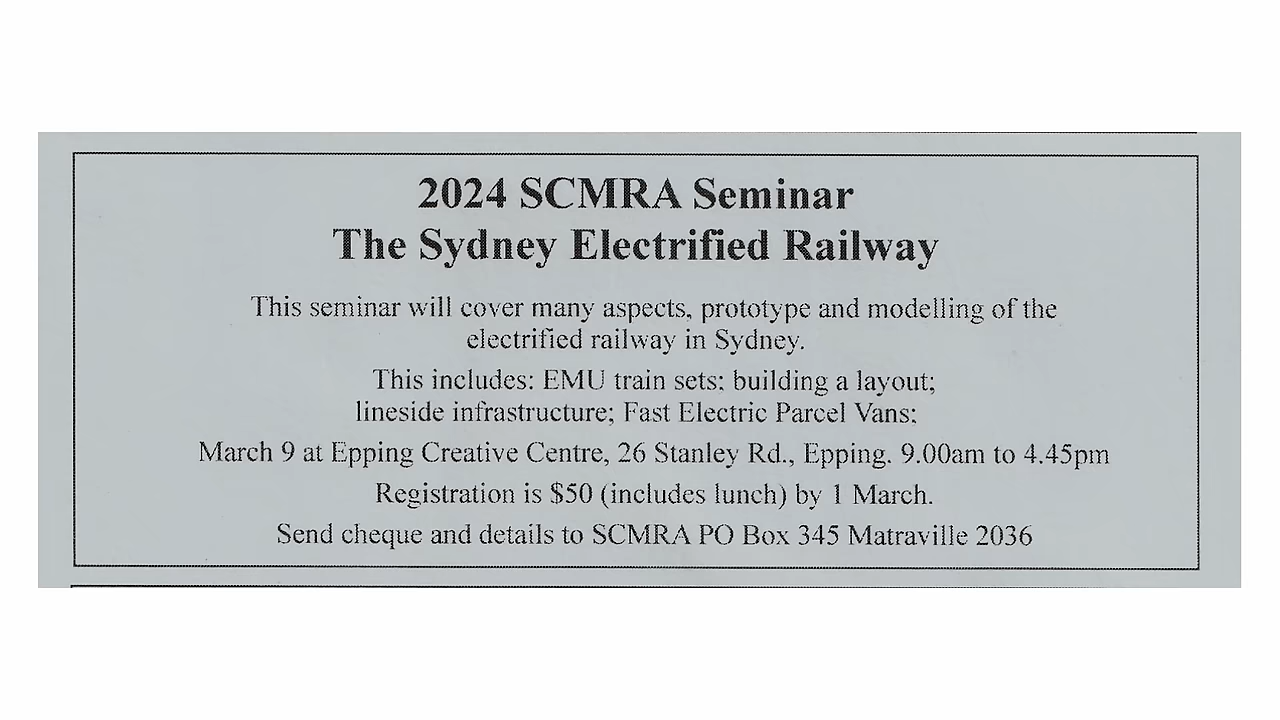 2024 SCMRA Seminar
The Sydney Electrified Railway
This seminar will cover many aspects, prototype and modelling of the
electrified railway in Sydney.
This includes: EMU train sets; building a layout;
lineside infrastructure; Fast Electric Parcel Vans;
March 9 at Epping Creative Centre, 26 Stanley Rd., Epping. 9.00am to 4.45pm
Registration is $50 (includes lunch) by 1 March.
Send cheque and details to SCMRA PO Box 345 Matraville 2036